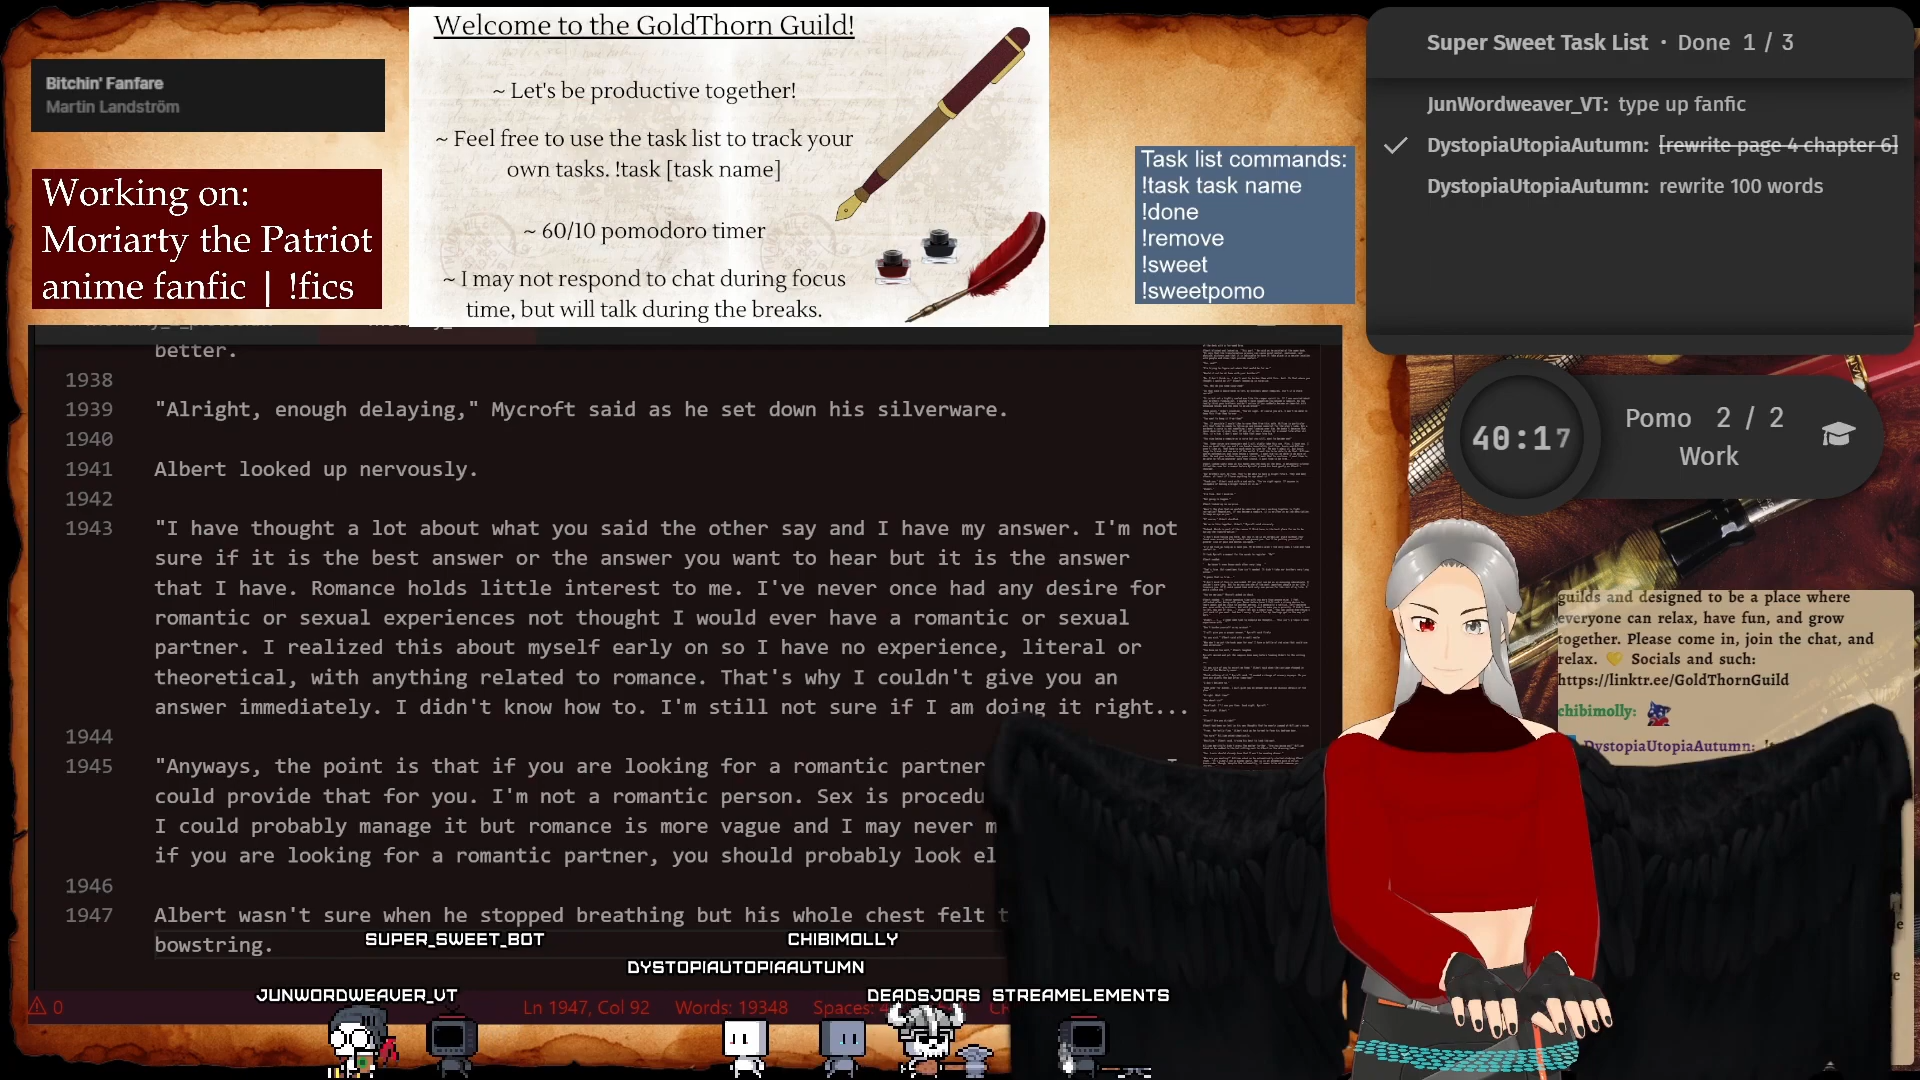 Bitchin' Fanfare
Martin Landström
Working on:
Moriarty the Patriot
anime fanfic | !fics
Welcome to the GoldThorn Guild!
~ Let's be productive together!
~ Feel free to use the task list to track your
own tasks. !task [task name]
~ 60/10 pomodoro timer
~ I may not respond to chat during focus
time, but will talk during the breaks.
Task list commands:
!task task name
!done
!remove
!sweet
!sweetpomo
Super Sweet Task List · Done 1 / 3
JunWordweaver_VT: type up fanfic
DystopiaUtopiaAutumn: [rewrite page 4 chapter 6]
DystopiaUtopiaAutumn: rewrite 100 words
40:17
Pomo 2 / 2
Work
better.
1938
1939 "Alright, enough delaying," Mycroft said as he set down his silverware.
1940
1941 Albert looked up nervously.
1942
1943 "I have thought a lot about what you said the other say and I have my answer. I'm not
sure if it is the best answer or the answer you want to hear but it is the answer
that I have. Romance holds little interest to me. I've never once had any desire for
romantic or sexual experiences not thought I would ever have a romantic or sexual
partner. I realized this about myself early on so I have no experience, literal or
theoretical, with anything related to romance. That's why I couldn't give you an
answer immediately. I didn't know how to. I'm still not sure if I am doing it right...
1944
1945 "Anyways, the point is that if you are looking for a romantic partner
could provide that for you. I'm not a romantic person. Sex is procedu
I could probably manage it but romance is more vague and I may never m
if you are looking for a romantic partner, you should probably look el
1946
1947 Albert wasn't sure when he stopped breathing but his whole chest felt t
bowstring.
guilds and designed to be a place where
everyone can relax, have fun, and grow
together. Please come in, join the chat, and
relax. 💛 Socials and such:
https://linktr.ee/GoldThornGuild
chibimolly:
DystopiaUtopiaAutumn:
SUPER_SWEET_BOT
CHIBIMOLLY
DYSTOPIAUTOPIAAUTUMN
JUNWORDWEAVER_VT
DEADSJORS
STREAMELEMENTS
0
Ln 1947, Col 92
Words: 19348
Spaces: 4